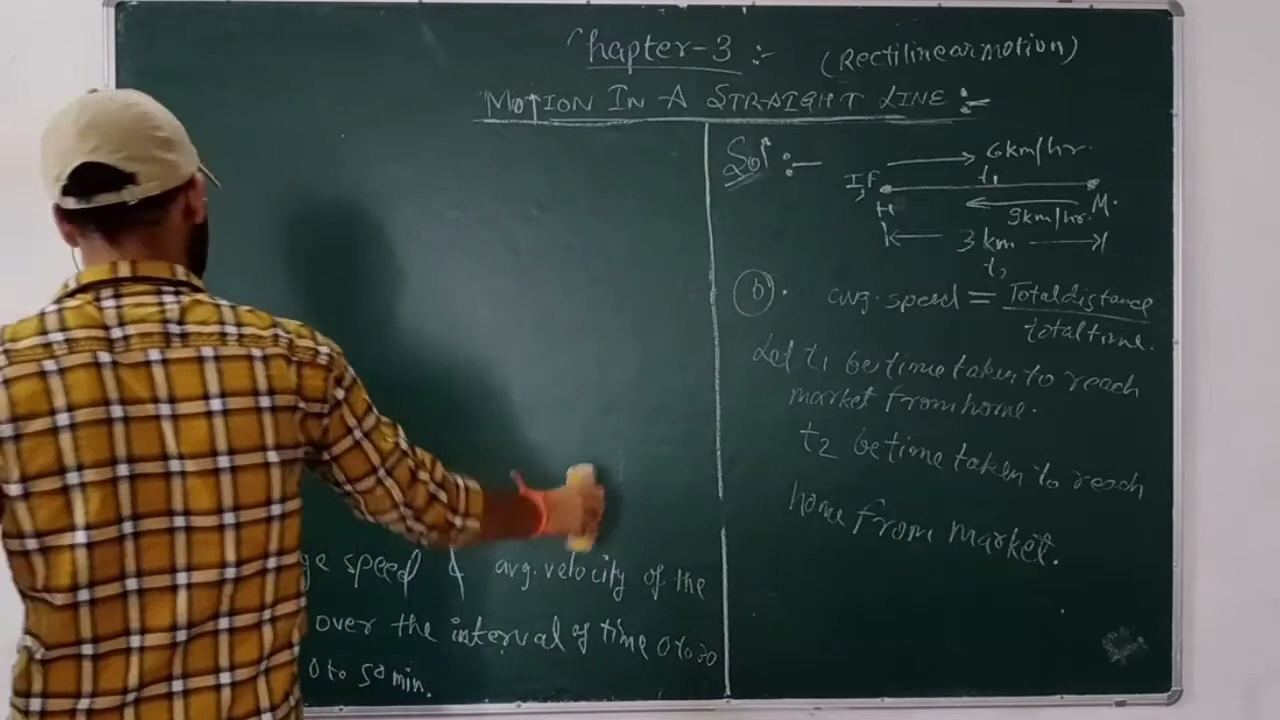 Chapter-3 :-
(Rectilinear motion)
MOTION IN A STRAIGHT LINE :-
ge speed & avg. velocity of the
over the interval of time 0 to 30
0 to 50 min.
Sol :-
6km/hr.
t1
I,F
H
M.
9km/hr.
3 km
t2
(b). avg. speed = Total distance
total time.
Let t1 be time taken to reach
market from home.
t2 be time taken to reach
home from market.